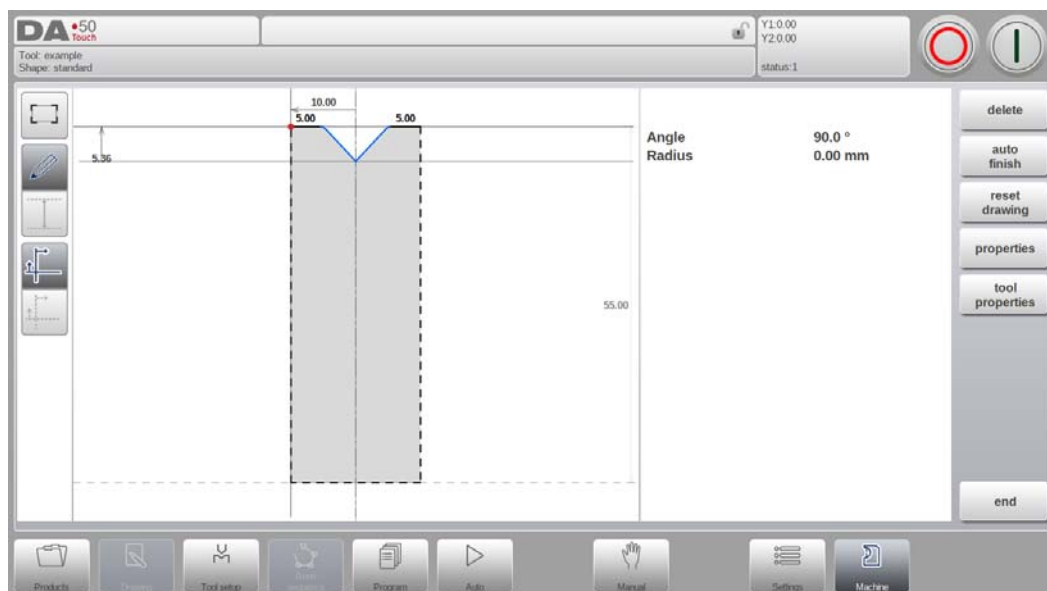 DA•50
Touch
Tool: example
Shape: standard
Y1:0.00
Y2:0.00
status:1
10.00
5.00 5.00
5.36
55.00
Angle 90.0 °
Radius 0.00 mm
delete
auto
finish
reset
drawing
properties
tool
properties
end
Products
Drawing
Tool setup
Bend
sequence
Program
Auto
Manual
Settings
Machine